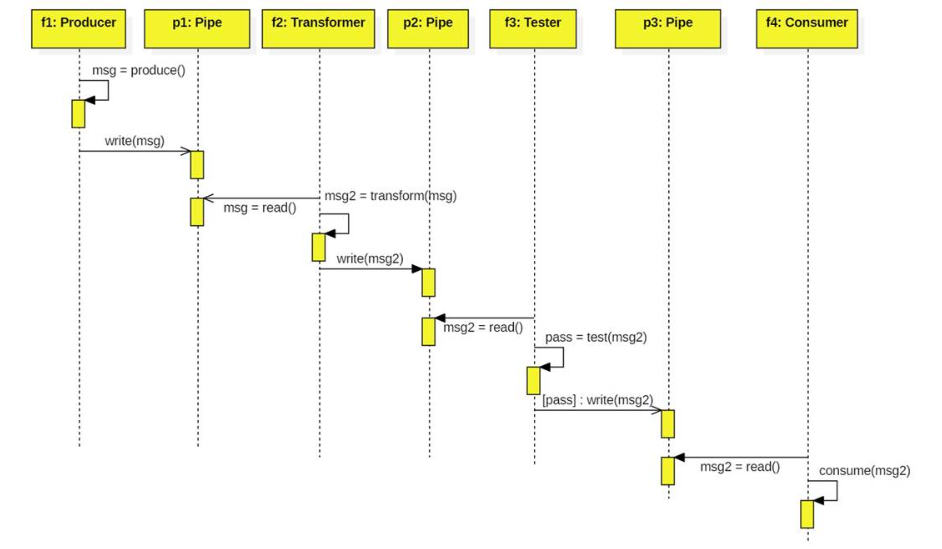 f1: Producer
p1: Pipe
f2: Transformer
p2: Pipe
f3: Tester
p3: Pipe
f4: Consumer
msg = produce()
write(msg)
msg2 = transform(msg)
msg = read()
write(msg2)
msg2 = read()
pass = test(msg2)
[pass] : write(msg2)
msg2 = read()
consume(msg2)